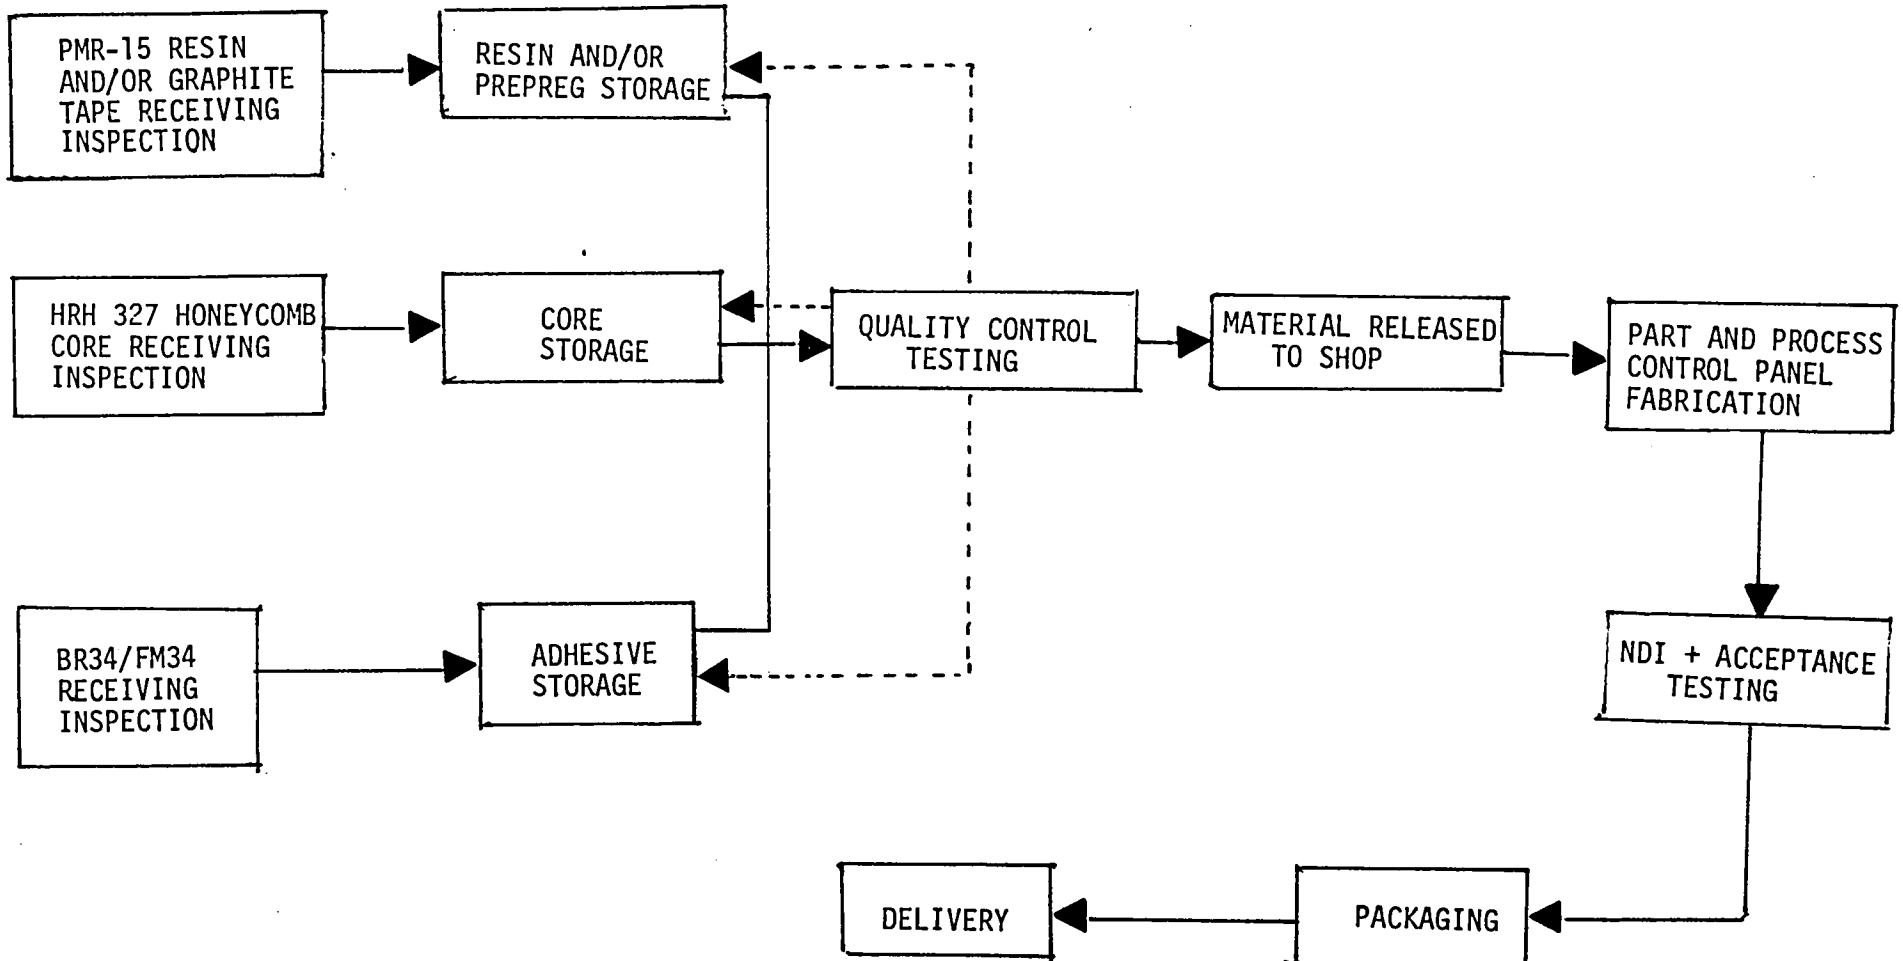 PMR-15 RESIN
AND/OR GRAPHITE
TAPE RECEIVING
INSPECTION
RESIN AND/OR
PREPREG STORAGE
HRH 327 HONEYCOMB
CORE RECEIVING
INSPECTION
CORE
STORAGE
QUALITY CONTROL
TESTING
MATERIAL RELEASED
TO SHOP
PART AND PROCESS
CONTROL PANEL
FABRICATION
BR34/FM34
RECEIVING
INSPECTION
ADHESIVE
STORAGE
NDI + ACCEPTANCE
TESTING
DELIVERY
PACKAGING